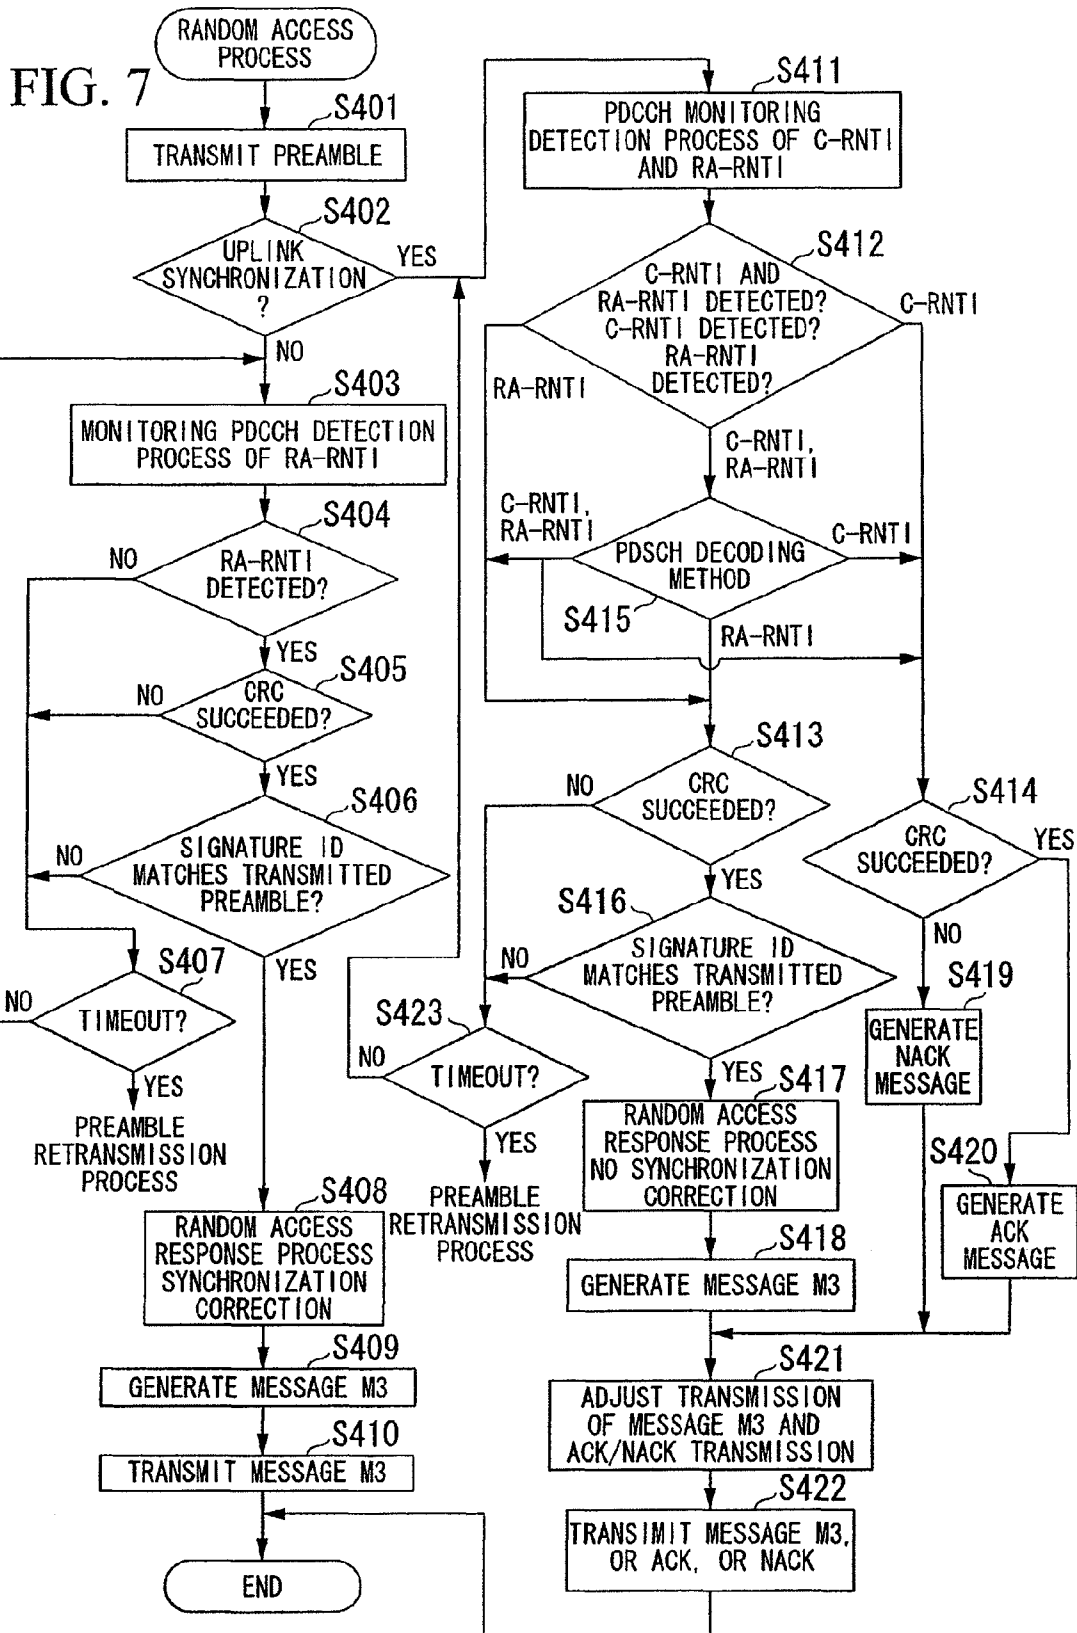 FIG. 7
RANDOM ACCESS
PROCESS
S401
TRANSMIT PREAMBLE
S402
UPLINK
SYNCHRONIZATION
?
YES
NO
S403
MONITORING PDCCH DETECTION
PROCESS OF RA-RNTI
S404
RA-RNTI
DETECTED?
NO
YES
S405
CRC
SUCCEEDED?
NO
YES
S406
SIGNATURE ID
MATCHES TRANSMITTED
PREAMBLE?
NO
YES
S407
TIMEOUT?
NO
YES
PREAMBLE
RETRANSMISSION
PROCESS
S408
RANDOM ACCESS
RESPONSE PROCESS
SYNCHRONIZATION
CORRECTION
S409
GENERATE MESSAGE M3
S410
TRANSMIT MESSAGE M3
END
S411
PDCCH MONITORING
DETECTION PROCESS OF C-RNTI
AND RA-RNTI
S412
C-RNTI AND
RA-RNTI DETECTED?
C-RNTI DETECTED?
RA-RNTI
DETECTED?
C-RNTI
RA-RNTI
C-RNTI,
RA-RNTI
C-RNTI,
RA-RNTI
PDSCH DECODING
METHOD
C-RNTI
S415
RA-RNTI
S413
CRC
SUCCEEDED?
NO
YES
S414
CRC
SUCCEEDED?
YES
NO
S416
SIGNATURE ID
MATCHES TRANSMITTED
PREAMBLE?
NO
YES
S423
TIMEOUT?
NO
YES
PREAMBLE
RETRANSMISSION
PROCESS
S417
RANDOM ACCESS
RESPONSE PROCESS
NO SYNCHRONIZATION
CORRECTION
S418
GENERATE MESSAGE M3
S419
GENERATE
NACK
MESSAGE
S420
GENERATE
ACK
MESSAGE
S421
ADJUST TRANSMISSION
OF MESSAGE M3 AND
ACK/NACK TRANSMISSION
S422
TRANSIMIT MESSAGE M3,
OR ACK, OR NACK